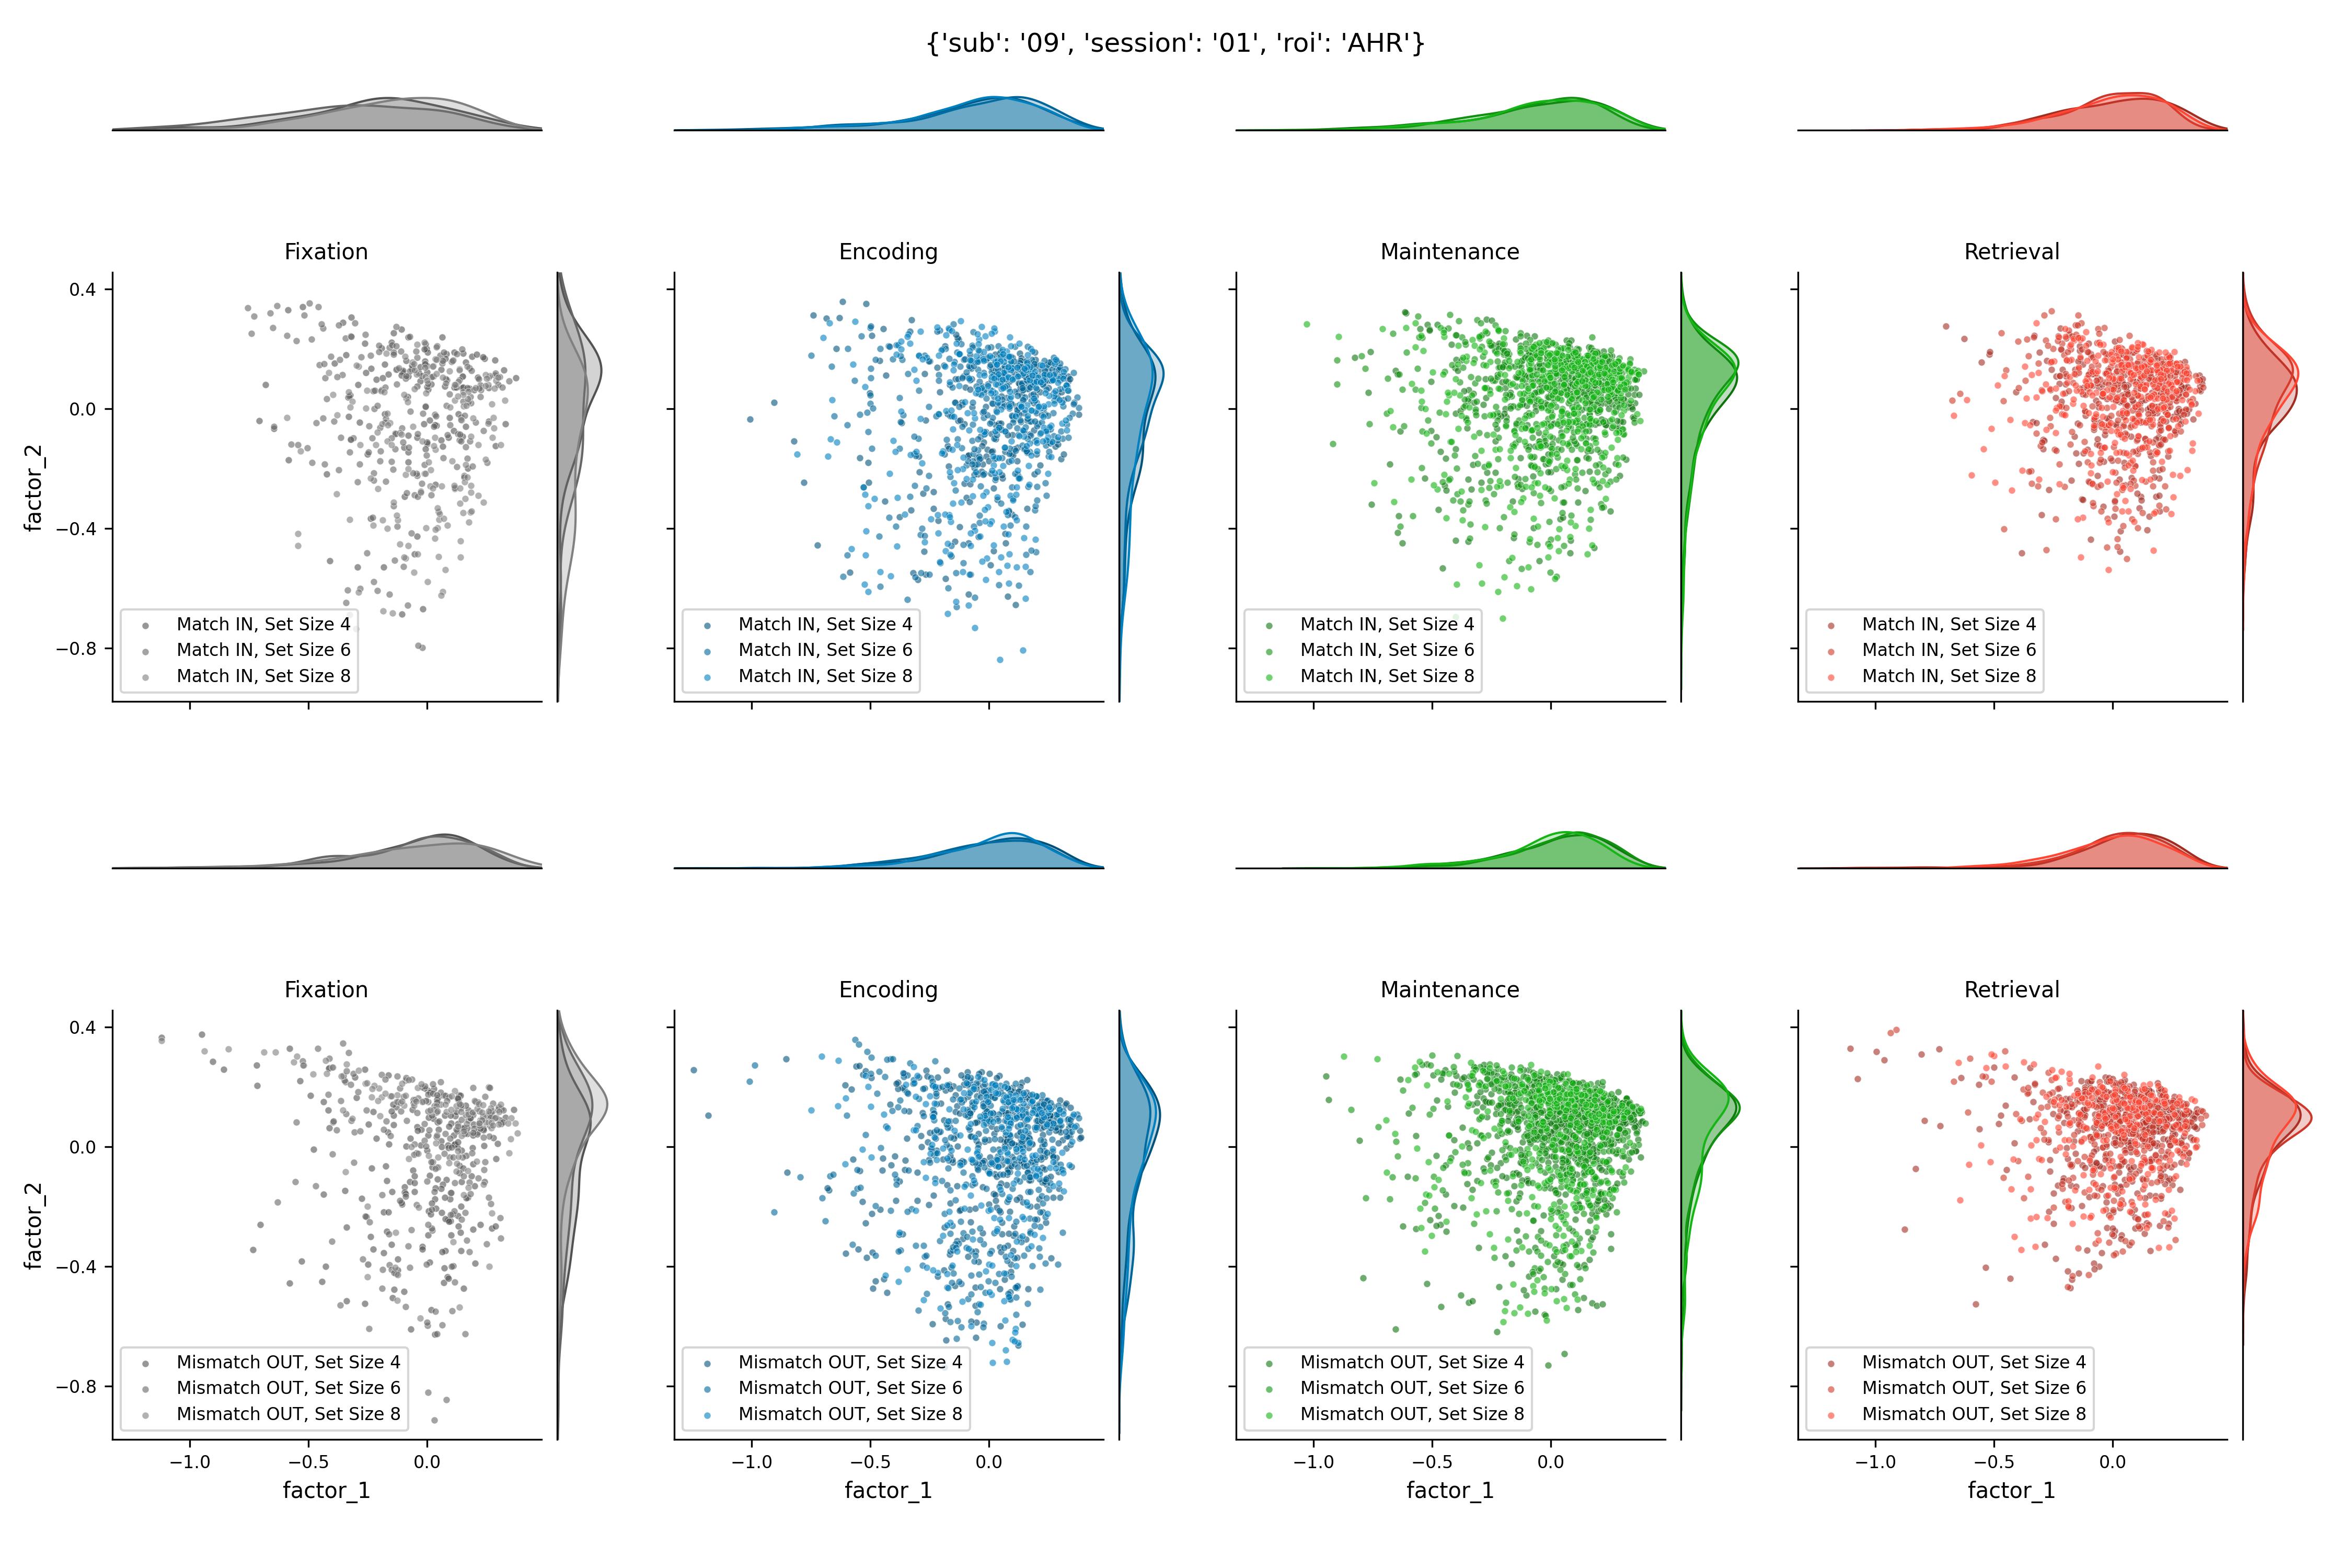 {'sub': '09', 'session': '01', 'roi': 'AHR'}
Fixation
Encoding
Maintenance
Retrieval
factor_2
0.4
0.0
−0.4
−0.8
Match IN, Set Size 4
Match IN, Set Size 6
Match IN, Set Size 8
Match IN, Set Size 4
Match IN, Set Size 6
Match IN, Set Size 8
Match IN, Set Size 4
Match IN, Set Size 6
Match IN, Set Size 8
Match IN, Set Size 4
Match IN, Set Size 6
Match IN, Set Size 8
Fixation
Encoding
Maintenance
Retrieval
factor_2
0.4
0.0
−0.4
−0.8
Mismatch OUT, Set Size 4
Mismatch OUT, Set Size 6
Mismatch OUT, Set Size 8
Mismatch OUT, Set Size 4
Mismatch OUT, Set Size 6
Mismatch OUT, Set Size 8
Mismatch OUT, Set Size 4
Mismatch OUT, Set Size 6
Mismatch OUT, Set Size 8
Mismatch OUT, Set Size 4
Mismatch OUT, Set Size 6
Mismatch OUT, Set Size 8
−1.0 −0.5 0.0
−1.0 −0.5 0.0
−1.0 −0.5 0.0
−1.0 −0.5 0.0
factor_1
factor_1
factor_1
factor_1